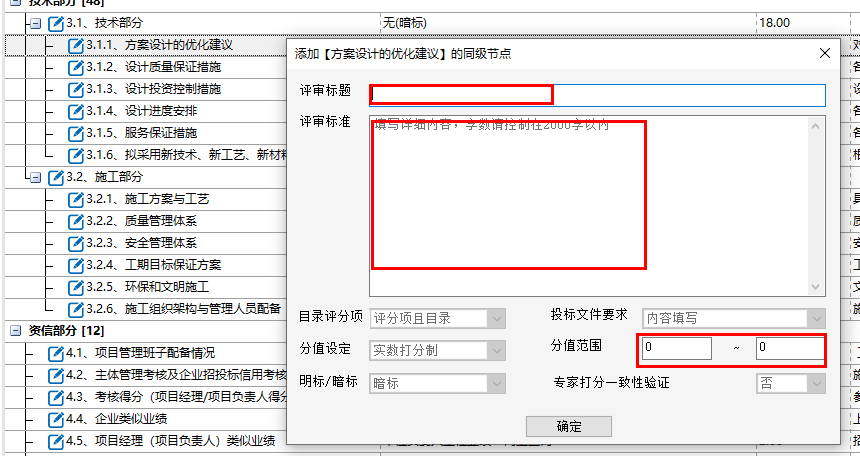 技术部分 [48]
3.1、技术部分 无(暗标) 18.00
3.1.1、方案设计的优化建议
3.1.2、设计质量保证措施
3.1.3、设计投资控制措施
3.1.4、设计进度安排
3.1.5、服务保证措施
3.1.6、拟采用新技术、新工艺、新材料
3.2、施工部分
3.2.1、施工方案与工艺
3.2.2、质量管理体系
3.2.3、安全管理体系
3.2.4、工期目标保证方案
3.2.5、环保和文明施工
3.2.6、施工组织架构与管理人员配备
资信部分 [12]
4.1、项目管理班子配备情况
4.2、主体管理考核及企业招投标信用考核
4.3、考核得分（项目经理/项目负责人得分
4.4、企业类似业绩
4.5、项目经理（项目负责人）类似业绩
添加【方案设计的优化建议】的同级节点
评审标题
评审标准
填写详细内容，字数请控制在2000字以内
目录评分项 评分项且目录 投标文件要求 内容填写
分值设定 实数打分制 分值范围 0 ~ 0
明标/暗标 暗标 专家打分一致性验证 否
确定